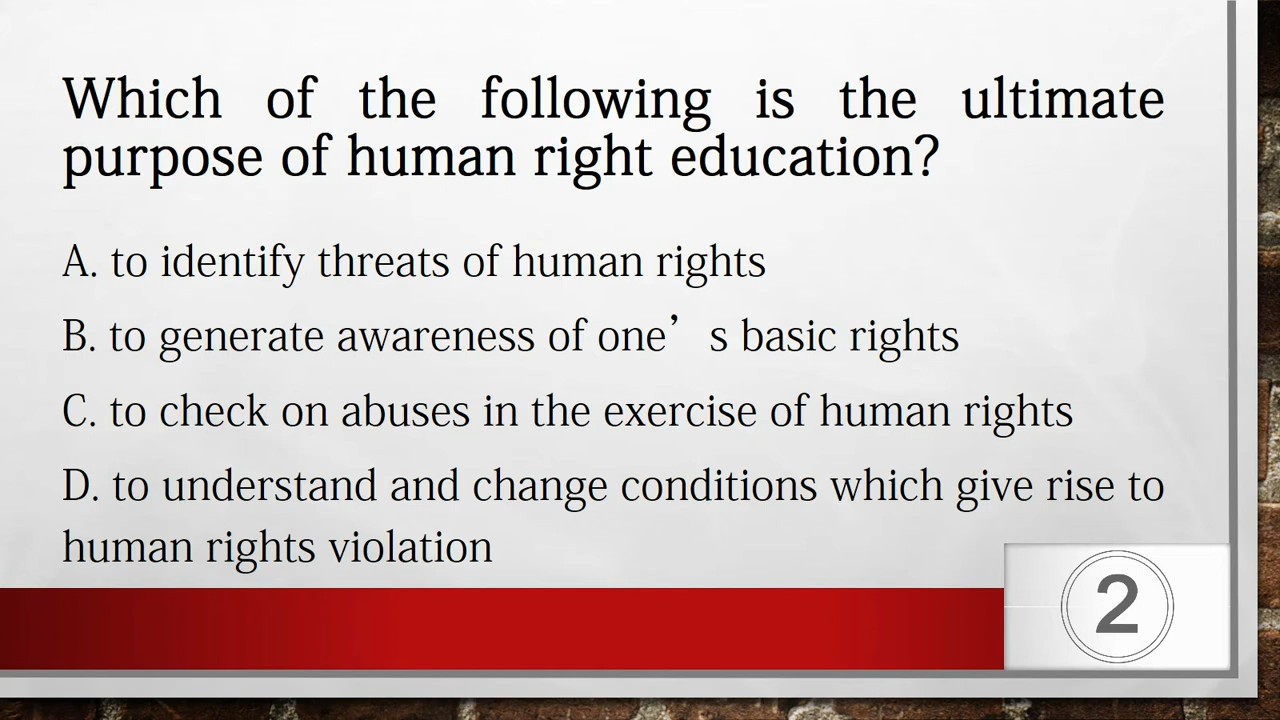 Which of the following is the ultimate
purpose of human right education?
A. to identify threats of human rights
B. to generate awareness of one’ s basic rights
C. to check on abuses in the exercise of human rights
D. to understand and change conditions which give rise to
human rights violation
2